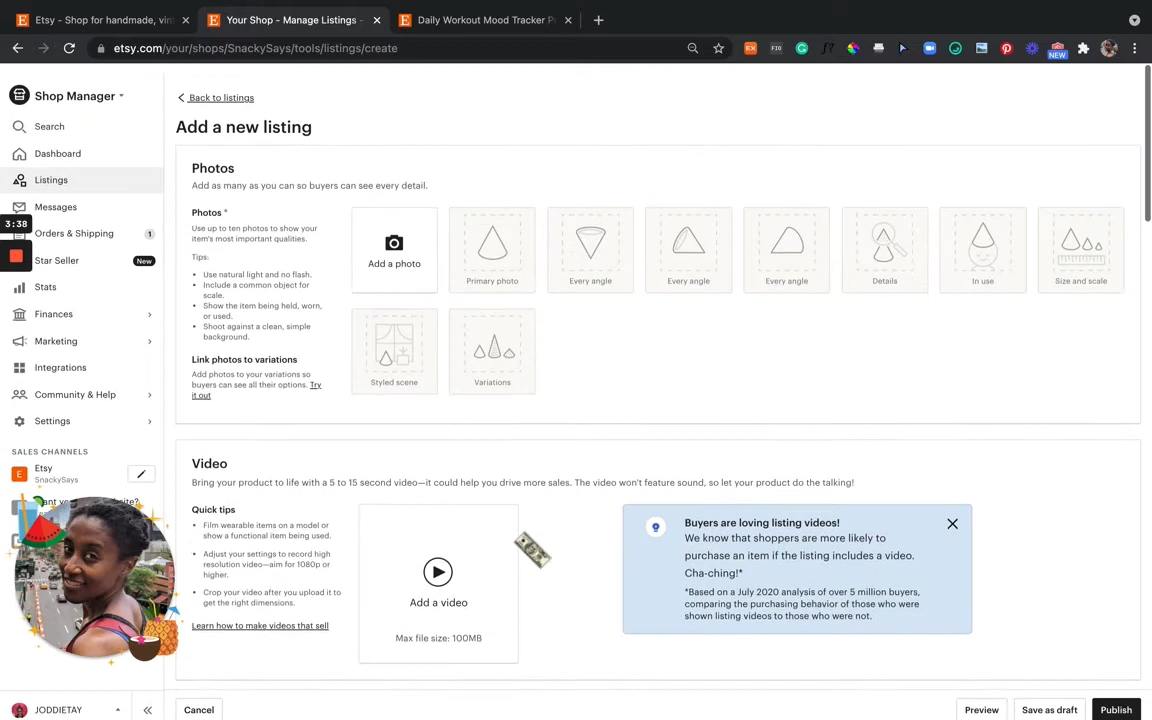 Etsy - Shop for handmade, vin
Your Shop - Manage Listings -
Daily Workout Mood Tracker P
etsy.com/your/shops/SnackySays/tools/listings/create
NEW
Shop Manager
Search
Dashboard
Listings
Messages
3:38
Orders & Shipping 1
Star Seller New
Stats
Finances
Marketing
Integrations
Community & Help
Settings
SALES CHANNELS
E Etsy
SnackySays
JODDIETAY
Back to listings
Add a new listing
Photos
Add as many as you can so buyers can see every detail.
Photos *
Use up to ten photos to show your
item's most important qualities.
Tips:
• Use natural light and no flash.
• Include a common object for
scale.
• Show the item being held, worn,
or used.
• Shoot against a clean, simple
background.
Link photos to variations
Add photos to your variations so
buyers can see all their options. Try
it out
Add a photo
Primary photo
Every angle
Every angle
Every angle
Details
In use
Size and scale
Styled scene
Variations
Video
Bring your product to life with a 5 to 15 second video—it could help you drive more sales. The video won't feature sound, so let your product do the talking!
Quick tips
• Film wearable items on a model or
show a functional item being used.
• Adjust your settings to record high
resolution video—aim for 1080p or
higher.
• Crop your video after you upload it to
get the right dimensions.
Learn how to make videos that sell
Add a video
Max file size: 100MB
Buyers are loving listing videos!
We know that shoppers are more likely to
purchase an item if the listing includes a video.
Cha-ching!*
*Based on a July 2020 analysis of over 5 million buyers,
comparing the purchasing behavior of those who were
shown listing videos to those who were not.
Cancel
Preview
Save as draft
Publish